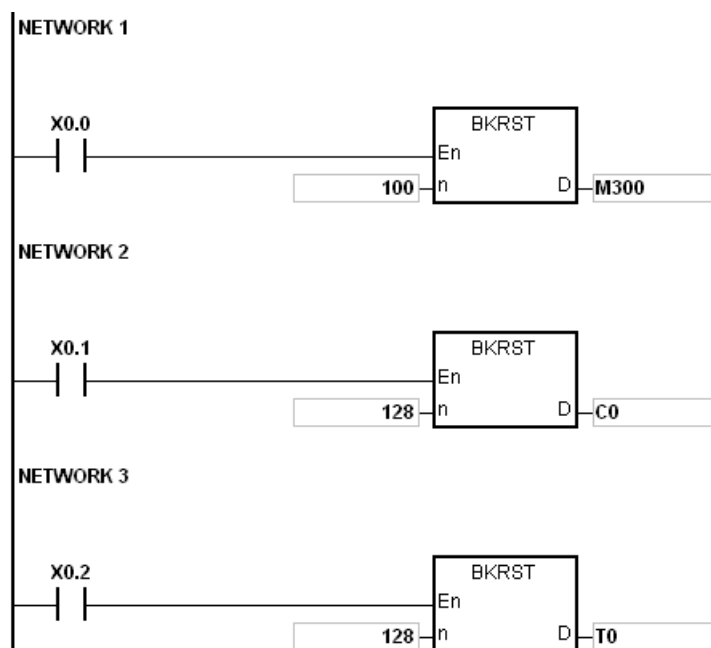 NETWORK 1
X0.0
BKRST
En
100 n D M300
NETWORK 2
X0.1
BKRST
En
128 n D C0
NETWORK 3
X0.2
BKRST
En
128 n D T0